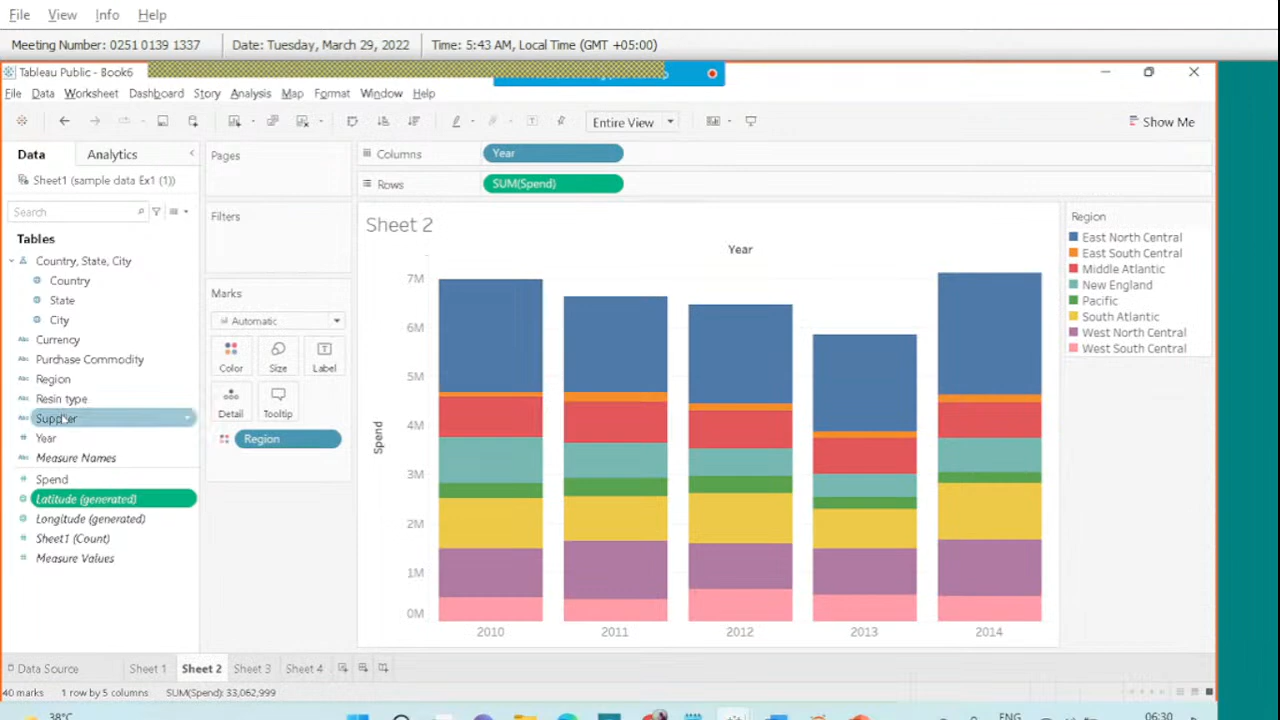 File View Info Help
Meeting Number: 0251 0139 1337 Date: Tuesday, March 29, 2022 Time: 5:43 AM, Local Time (GMT +05:00)
Tableau Public - Book6
File Data Worksheet Dashboard Story Analysis Map Format Window Help
Entire View
Show Me
Data Analytics
Pages
Columns Year
Sheet1 (sample data Ex1 (1))
Rows SUM(Spend)
Search
Filters
Tables
Country, State, City
Country
State
City
Currency
Purchase Commodity
Region
Resin type
Supplier
Year
Measure Names
Spend
Latitude (generated)
Longitude (generated)
Sheet1 (Count)
Measure Values
Marks
Automatic
Color Size Label
Detail Tooltip
Region
Sheet 2
Year
Spend
7M
6M
5M
4M
3M
2M
1M
0M
2010 2011 2012 2013 2014
Region
East North Central
East South Central
Middle Atlantic
New England
Pacific
South Atlantic
West North Central
West South Central
Data Source Sheet 1 Sheet 2 Sheet 3 Sheet 4
40 marks 1 row by 5 columns SUM(Spend): 33,062,999
38°C
ENG
06:30